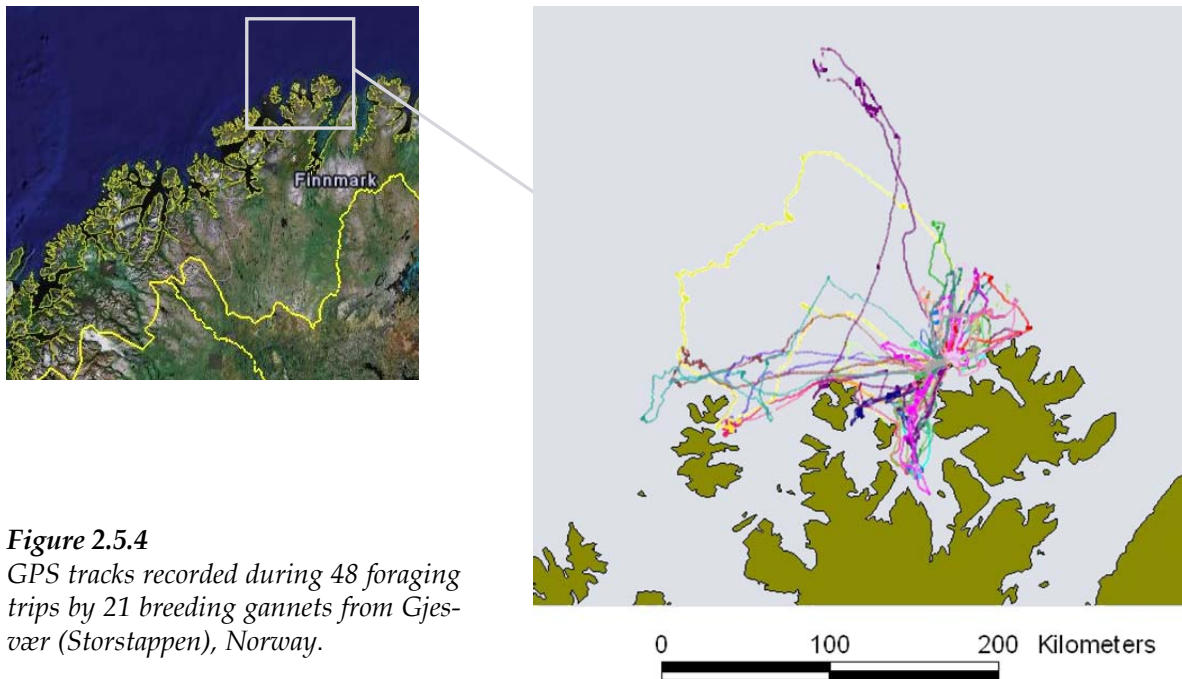 Finnmark
Figure 2.5.4
GPS tracks recorded during 48 foraging
trips by 21 breeding gannets from Gjes-
vær (Storstappen), Norway.
0 100 200 Kilometers